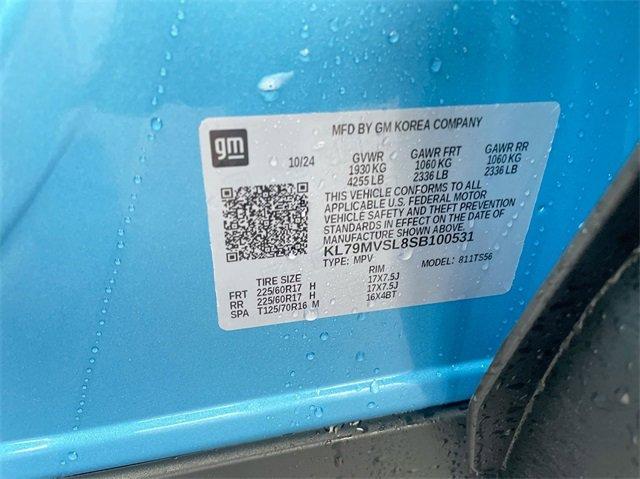 gm
MFD BY GM KOREA COMPANY
10/24 GVWR GAWR FRT GAWR RR
1930 KG 1060 KG 1060 KG
4255 LB 2336 LB 2336 LB
THIS VEHICLE CONFORMS TO ALL
APPLICABLE U.S. FEDERAL MOTOR
VEHICLE SAFETY AND THEFT PREVENTION
STANDARDS IN EFFECT ON THE DATE OF
MANUFACTURE SHOWN ABOVE.
KL79MVSL8SB100531
TYPE: MPV MODEL: 811TS56
TIRE SIZE RIM
FRT 225/60R17 H 17X7.5J
RR 225/60R17 H 17X7.5J
SPA T125/70R16 M 16X4BT